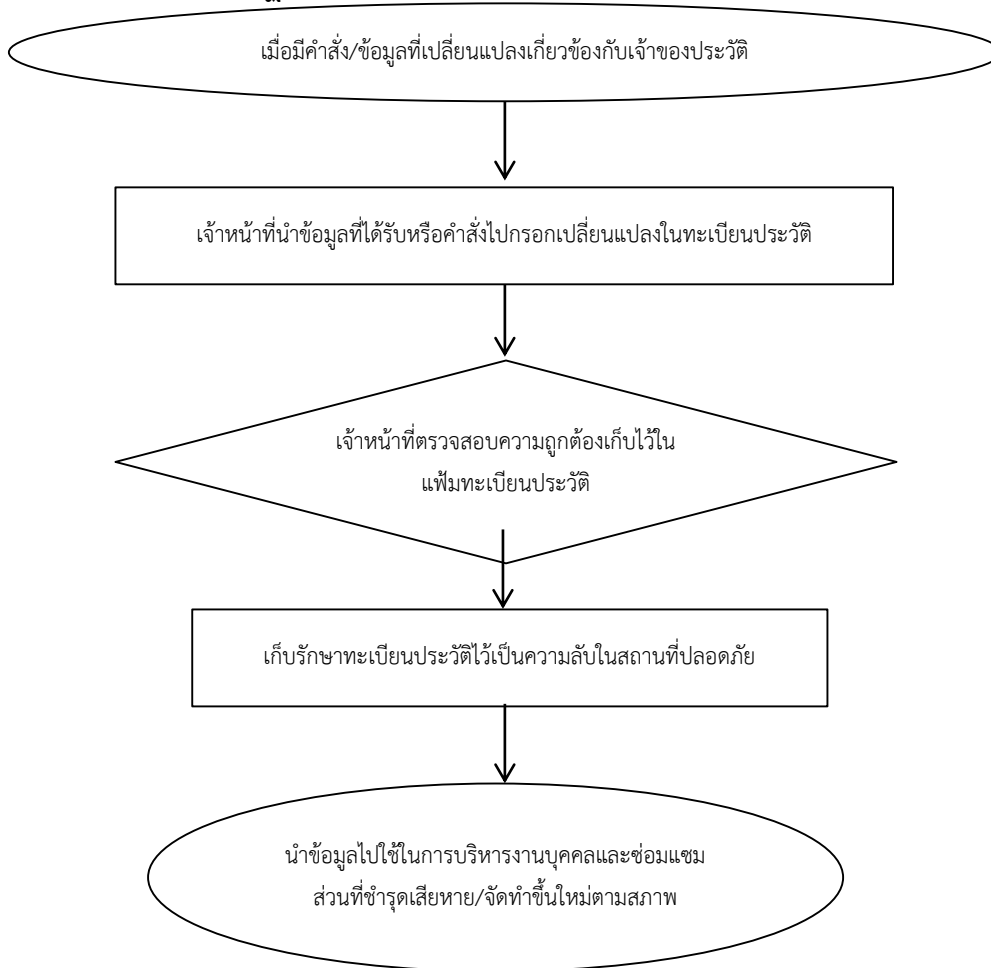 เมื่อมีคำสั่ง/ข้อมูลที่เปลี่ยนแปลงเกี่ยวข้องกับเจ้าของประวัติ
เจ้าหน้าที่นำข้อมูลที่ได้รับหรือคำสั่งไปกรอกเปลี่ยนแปลงในทะเบียนประวัติ
เจ้าหน้าที่ตรวจสอบความถูกต้องเก็บไว้ใน
แฟ้มทะเบียนประวัติ
เก็บรักษาทะเบียนประวัติไว้เป็นความลับในสถานที่ปลอดภัย
นำข้อมูลไปใช้ในการบริหารงานบุคคลและซ่อมแซม
ส่วนที่ชำรุดเสียหาย/จัดทำขึ้นใหม่ตามสภาพ